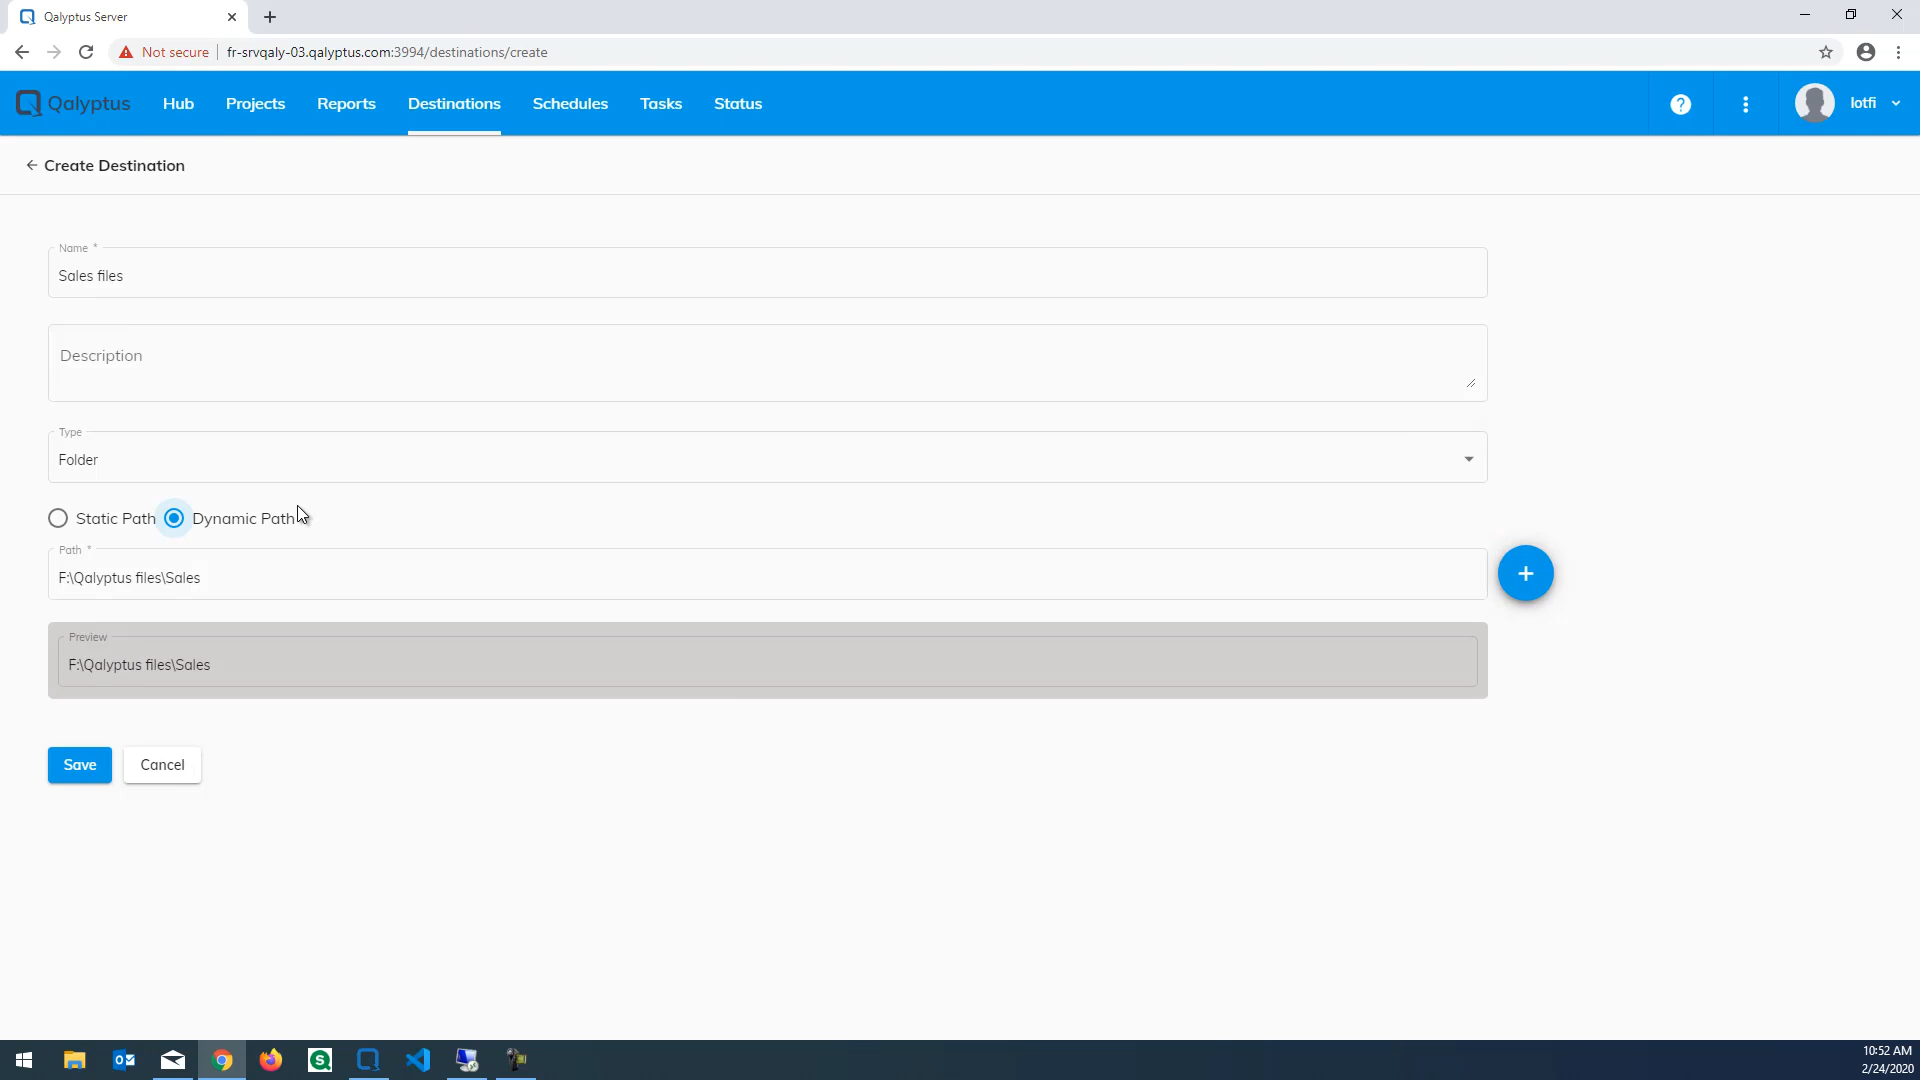 Qalyptus Server
Not secure
fr-srvqaly-03.qalyptus.com:3994/destinations/create
Qalyptus
Hub
Projects
Reports
Destinations
Schedules
Tasks
Status
?
lotfi
Create Destination
Name *
Sales files
Description
Type
Folder
Static Path
Dynamic Path
Path *
F:\Qalyptus files\Sales
Preview
F:\Qalyptus files\Sales
Save
Cancel
10:52 AM
2/24/2020